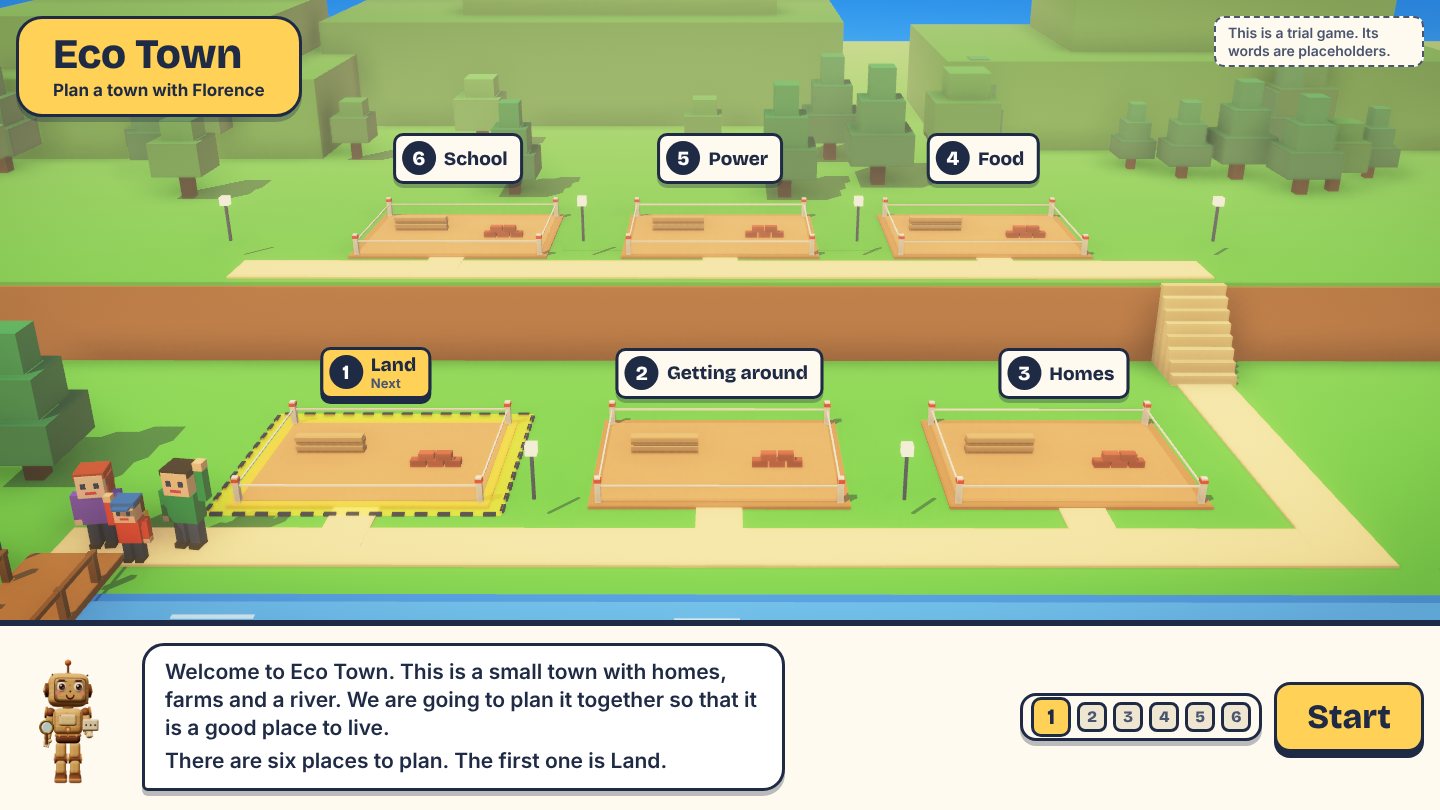 Eco Town
Plan a town with Florence
This is a trial game. Its
words are placeholders.
6 School
5 Power
4 Food
1 Land
Next
2 Getting around
3 Homes
Welcome to Eco Town. This is a small town with homes,
farms and a river. We are going to plan it together so that it
is a good place to live.
There are six places to plan. The first one is Land.
1 2 3 4 5 6
Start